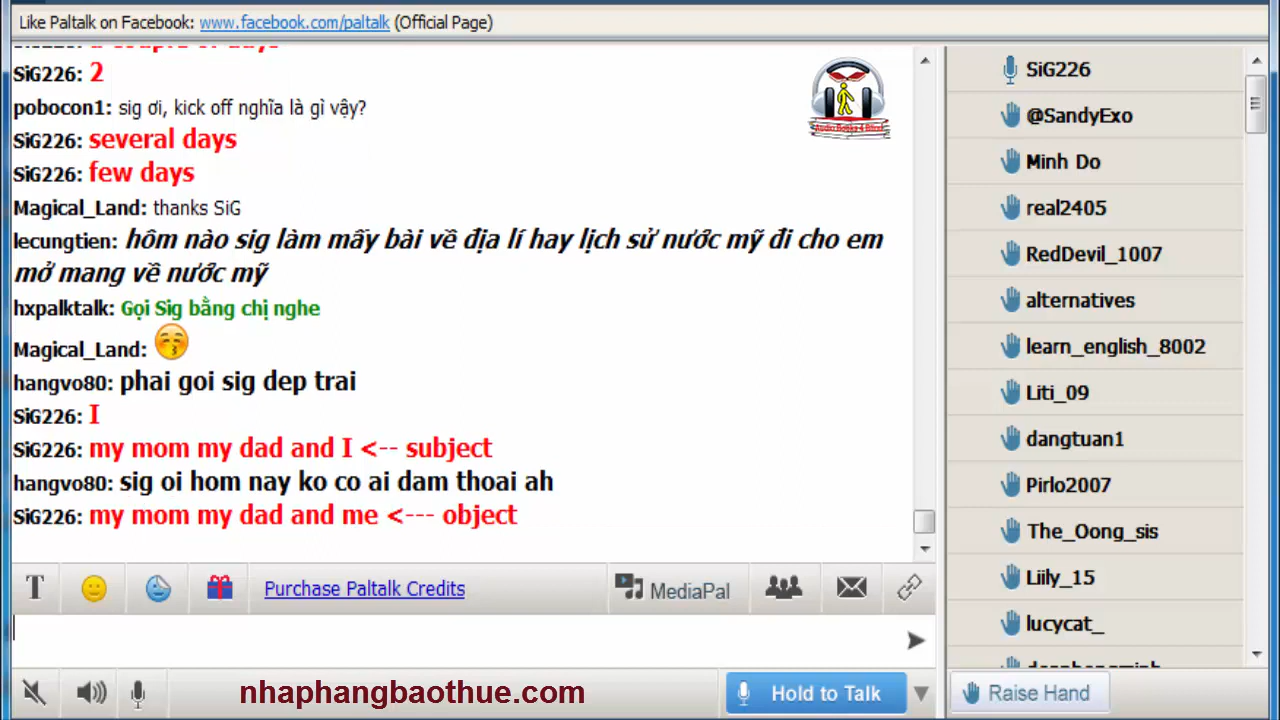 Like Paltalk on Facebook: www.facebook.com/paltalk (Official Page)
SiG226: 2
pobocon1: sig ơi, kick off nghĩa là gì vậy?
SiG226: several days
SiG226: few days
Magical_Land: thanks SiG
lecungtien: hôm nào sig làm mấy bài về địa lí hay lịch sử nước mỹ đi cho em
mở mang về nước mỹ
hxpalktalk: Gọi Sig bằng chị nghe
Magical_Land:
hangvo80: phai goi sig dep trai
SiG226: I
SiG226: my mom my dad and I <-- subject
hangvo80: sig oi hom nay ko co ai dam thoai ah
SiG226: my mom my dad and me <--- object
T
Purchase Paltalk Credits
MediaPal
nhaphangbaothue.com
Hold to Talk
SiG226
@SandyExo
Minh Do
real2405
RedDevil_1007
alternatives
learn_english_8002
Liti_09
dangtuan1
Pirlo2007
The_Oong_sis
Liily_15
lucycat_
Raise Hand